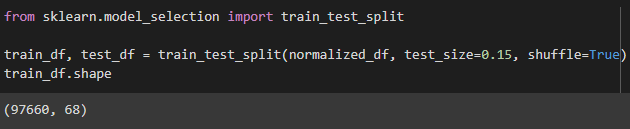 from sklearn.model_selection import train_test_split
train_df, test_df = train_test_split(normalized_df, test_size=0.15, shuffle=True)
train_df.shape
(97660, 68)